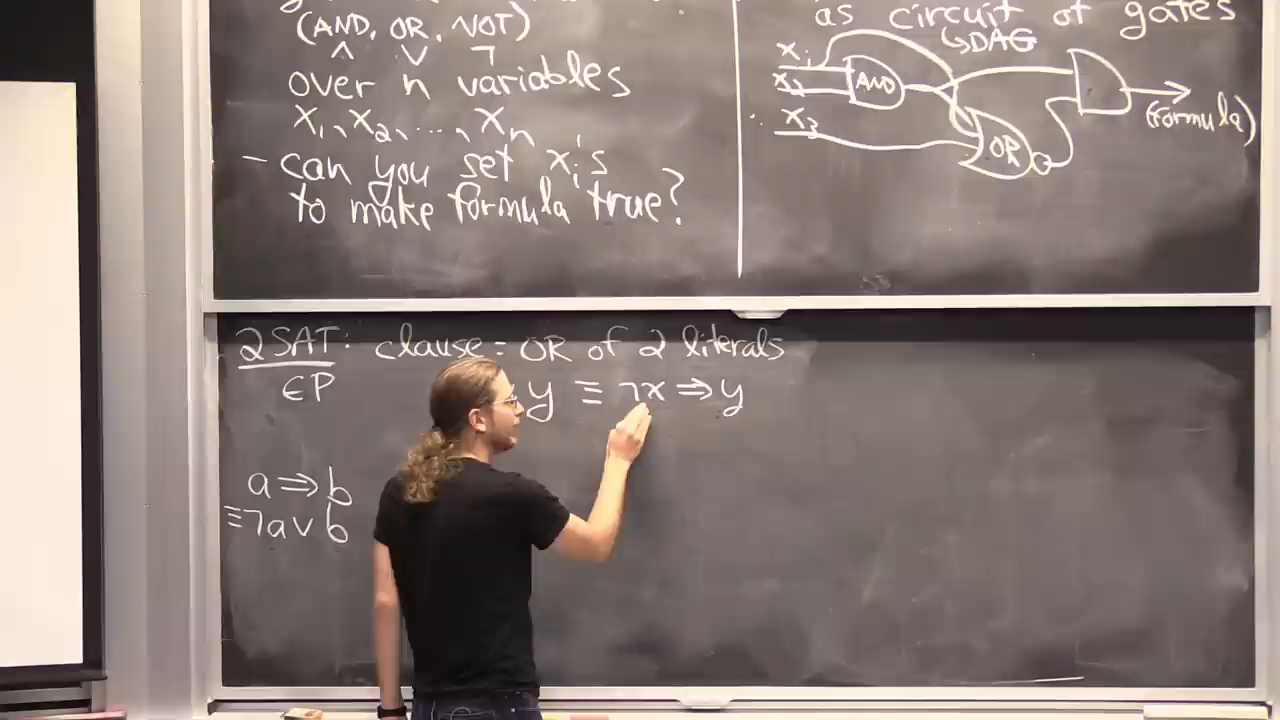 (AND, OR, NOT)
∧ ∨ ¬
over n variables
x₁, x₂, ..., xₙ
- can you set xᵢ's
to make formula true?
as circuit of gates
↳DAG
x₁
x₂
x₃
AND
OR
(formula)
2SAT: clause = OR of 2 literals
∈P
y ≡ ¬x ⇒ y
a ⇒ b
≡ ¬a ∨ b